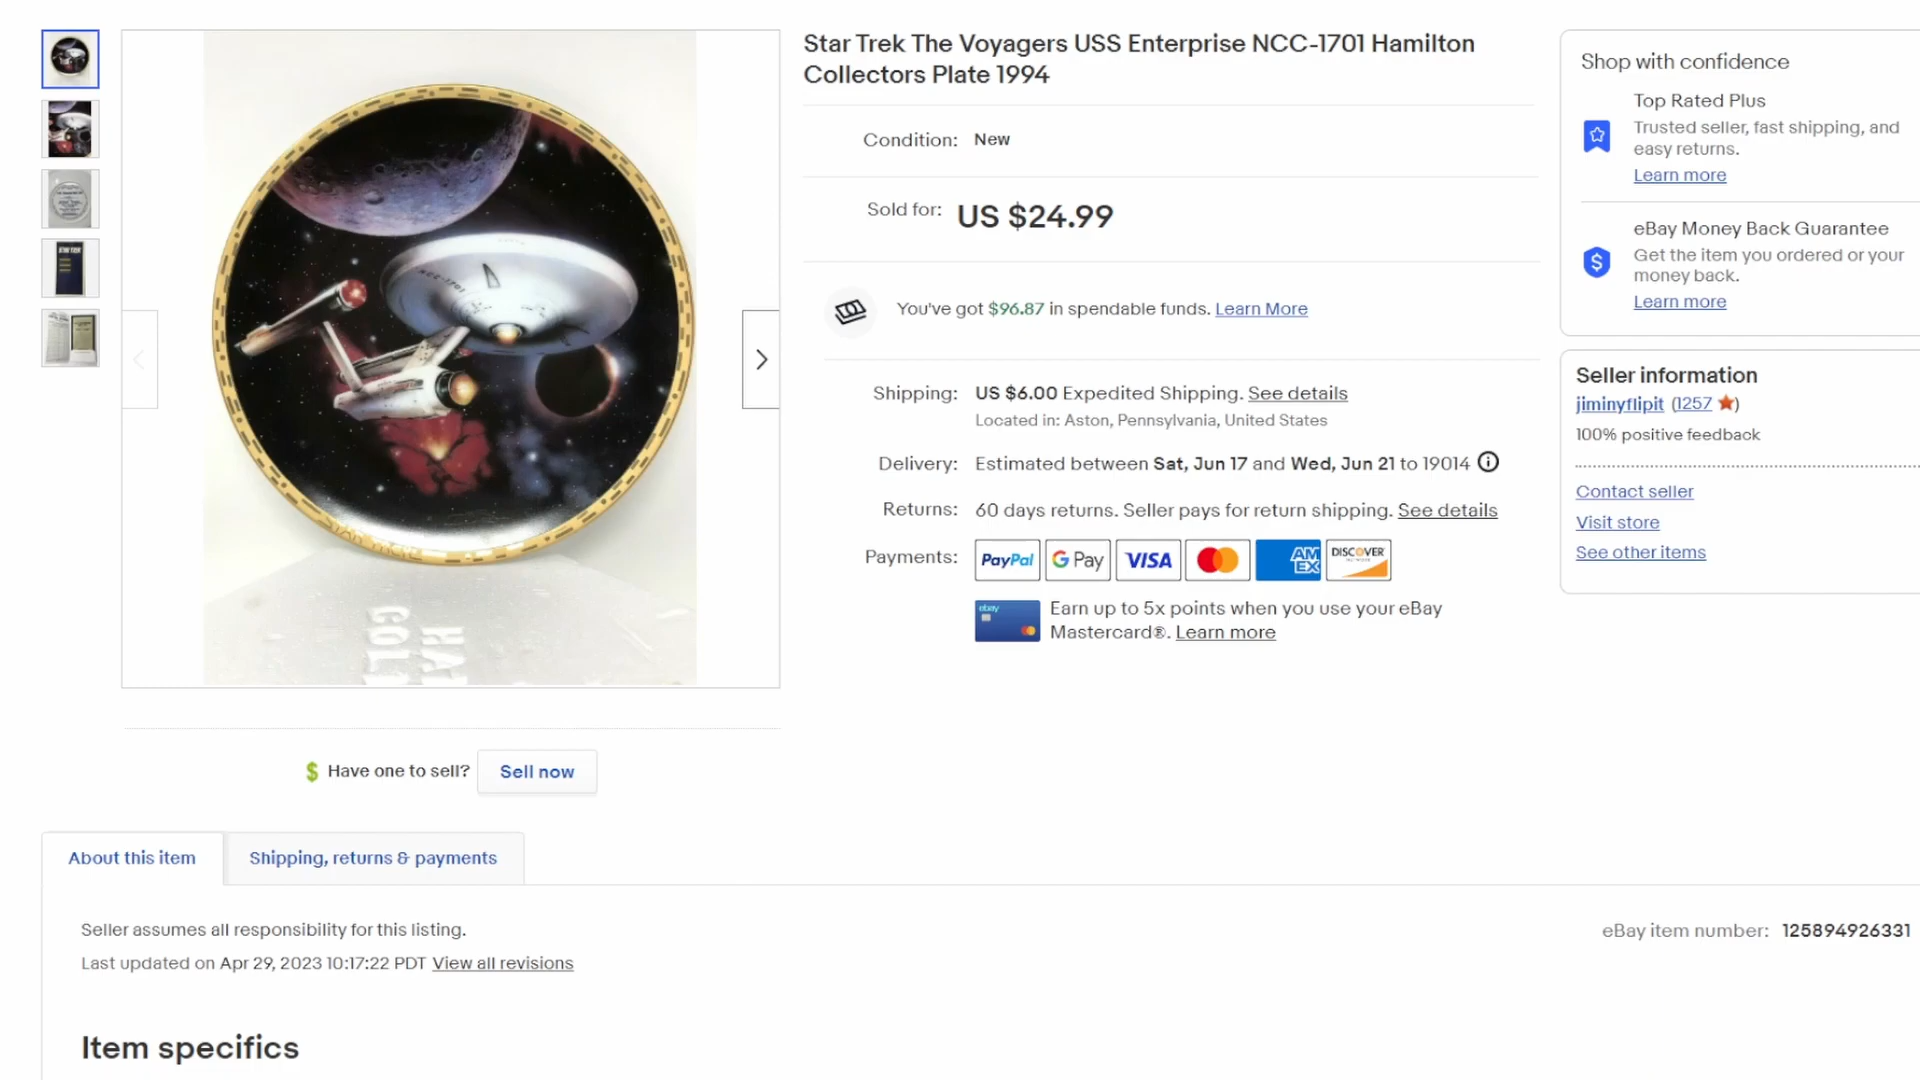 Star Trek The Voyagers USS Enterprise NCC-1701 Hamilton
Collectors Plate 1994
Condition: New
Sold for: US $24.99
You've got $96.87 in spendable funds. Learn More
Shipping: US $6.00 Expedited Shipping. See details
Located in: Aston, Pennsylvania, United States
Delivery: Estimated between Sat, Jun 17 and Wed, Jun 21 to 19014
Returns: 60 days returns. Seller pays for return shipping. See details
Payments: PayPal G Pay VISA AM EX DISCOVER
ebay
Earn up to 5x points when you use your eBay
Mastercard®. Learn more
Shop with confidence
Top Rated Plus
Trusted seller, fast shipping, and
easy returns.
Learn more
eBay Money Back Guarantee
Get the item you ordered or your
money back.
Learn more
Seller information
jiminyflipit (1257)
100% positive feedback
Contact seller
Visit store
See other items
NCC-1701
STAR TREK
$ Have one to sell? Sell now
About this item
Shipping, returns & payments
Seller assumes all responsibility for this listing.
Last updated on Apr 29, 2023 10:17:22 PDT View all revisions
eBay item number: 125894926331
Item specifics